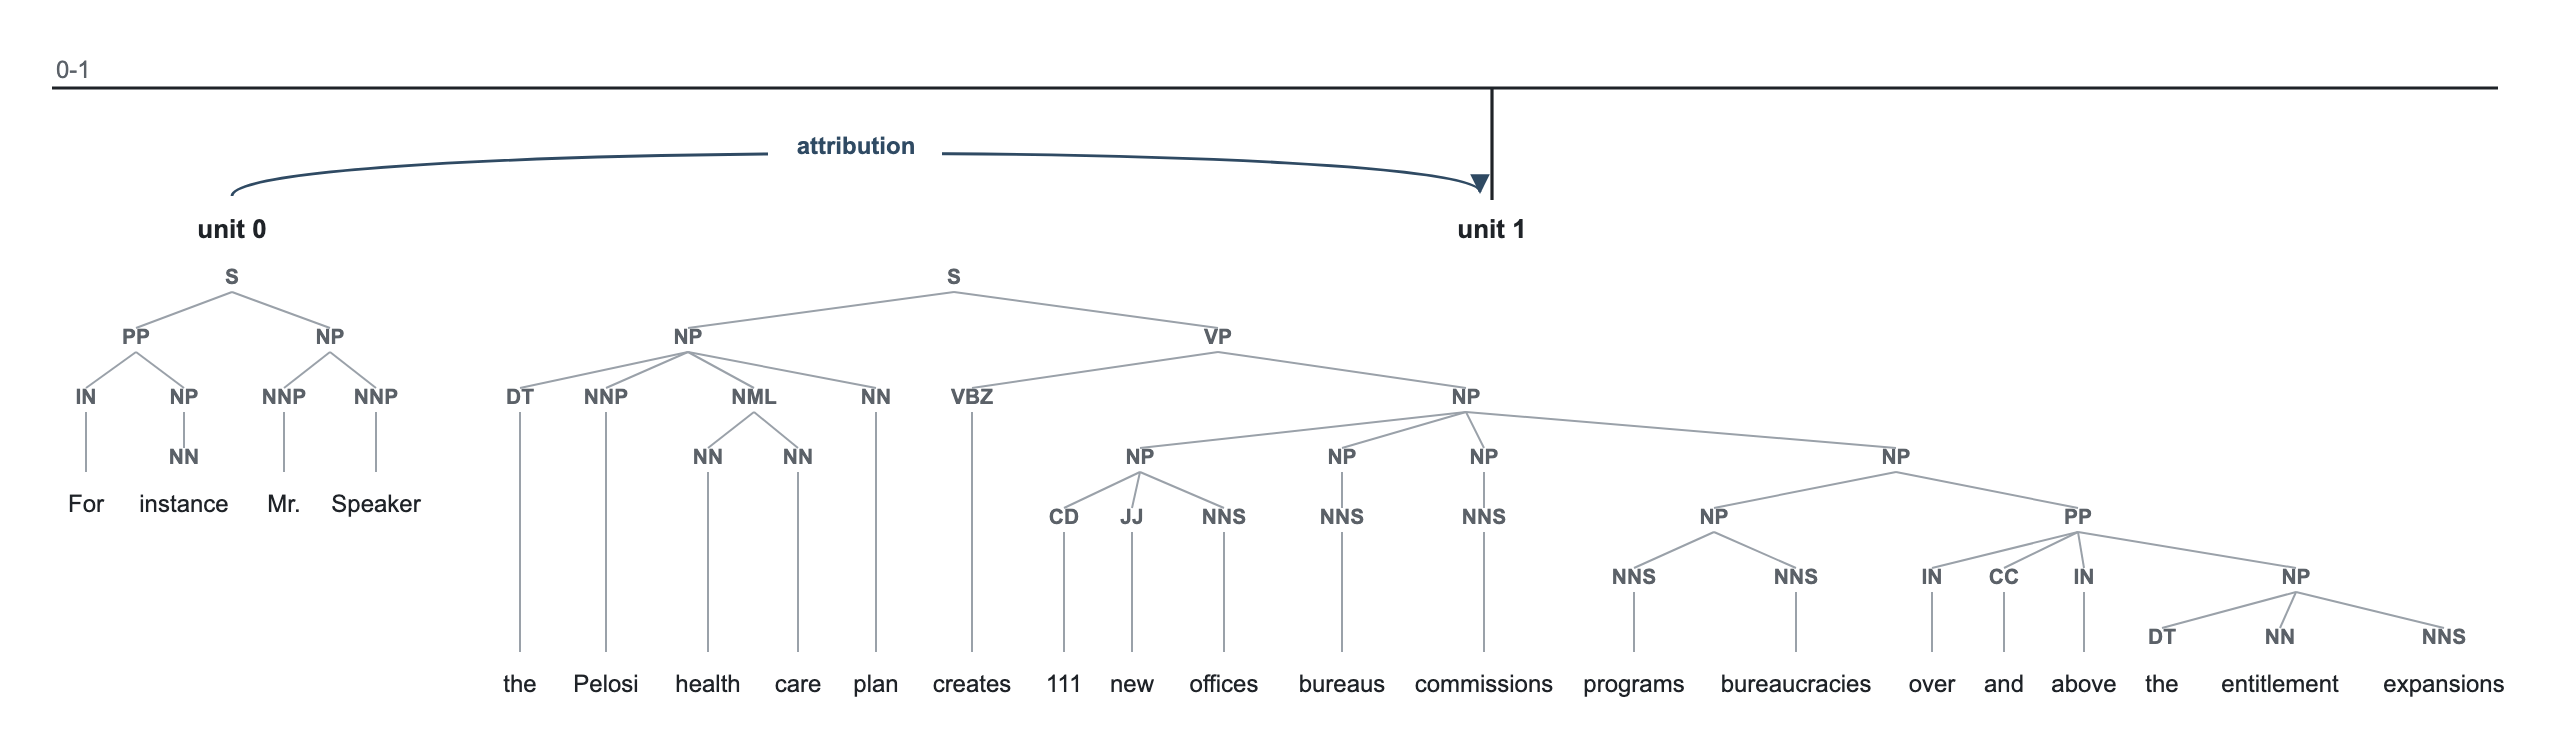 0-1
attribution
unit 0 unit 1
S S
PP NP NP VP
IN NP NNP NNP DT NNP NML NN VBZ NP
NN NN NN NP NP NP NP
For instance Mr. Speaker
CD JJ NNS NNS NNS NP PP
NNS NNS IN CC IN NP
DT NN NNS
the Pelosi health care plan creates 111 new offices bureaus commissions programs bureaucracies over and above the entitlement expansions